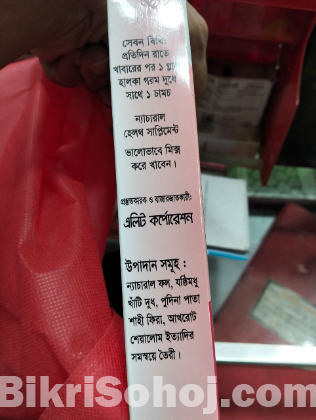 সেবন বিধিঃ
প্রতিদিন রাতে
খাবারের পর ১ গ্লাস
হালকা গরম দুধে
সাথে ১ চামচ
ন্যাচারাল
হেলথ সাপ্লিমেন্ট
ভালোভাবে মিক্স
করে খাবেন।
প্রস্তুতকারক ও বাজারজাতকারী:
এলিট কর্পোরেশন
উপাদান সমূহ :
ন্যাচারাল ফল, যষ্ঠিমধু
খাঁটি দুধ, পুদিনা পাতা
শাহী ফিরা, আখরোট
শেয়ালোম ইত্যাদির
সমন্বয়ে তৈরী।
BikriSohoj.com